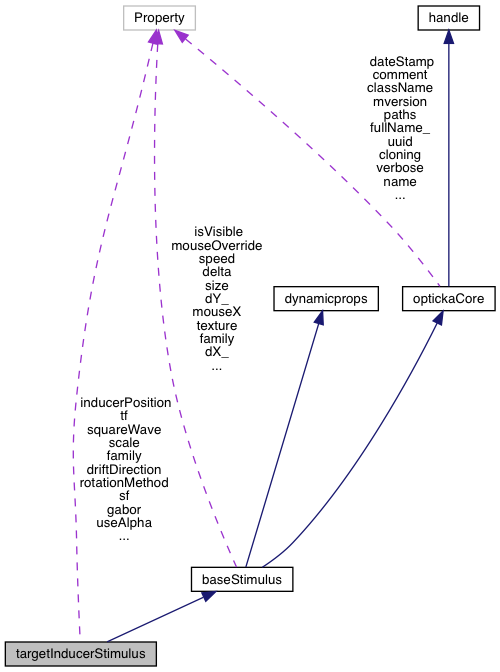 Property
handle
dateStamp
comment
className
mversion
paths
fullName_
uuid
cloning
verbose
name
...
isVisible
mouseOverride
speed
delta
size
dY_
mouseX
texture
family
dX_
...
dynamicprops
optickaCore
inducerPosition
tf
squareWave
scale
family
driftDirection
rotationMethod
sf
gabor
useAlpha
...
baseStimulus
targetInducerStimulus